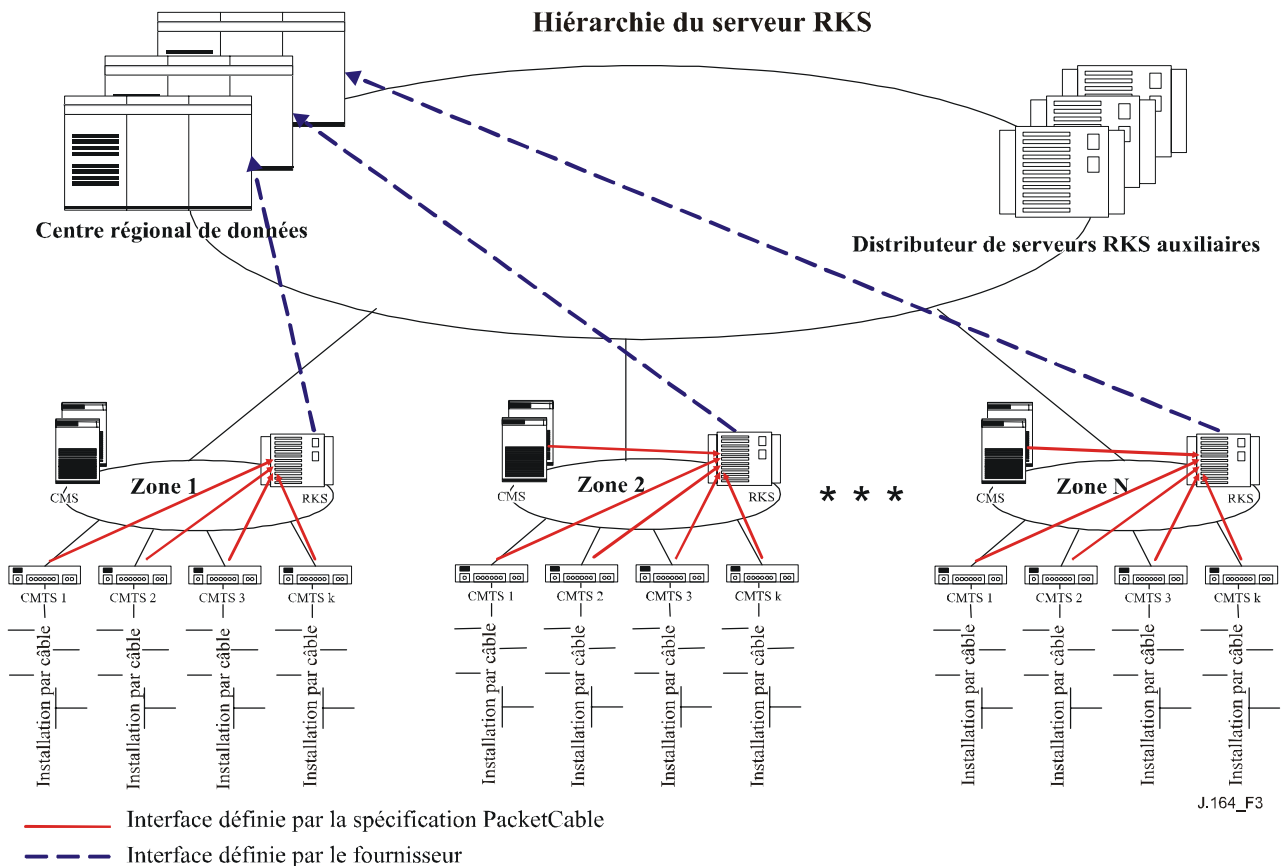 Hiérarchie du serveur RKS
Centre régional de données
Distributeur de serveurs RKS auxiliaires
CMS
Zone 1
RKS
CMS
Zone 2
RKS
* * *
CMS
Zone N
RKS
CMTS 1
CMTS 2
CMTS 3
CMTS k
CMTS 1
CMTS 2
CMTS 3
CMTS k
CMTS 1
CMTS 2
CMTS 3
CMTS k
Installation par câble
Installation par câble
Installation par câble
Installation par câble
Installation par câble
Installation par câble
Installation par câble
Installation par câble
Installation par câble
Installation par câble
Installation par câble
Installation par câble
J.164_F3
Interface définie par la spécification PacketCable
Interface définie par le fournisseur